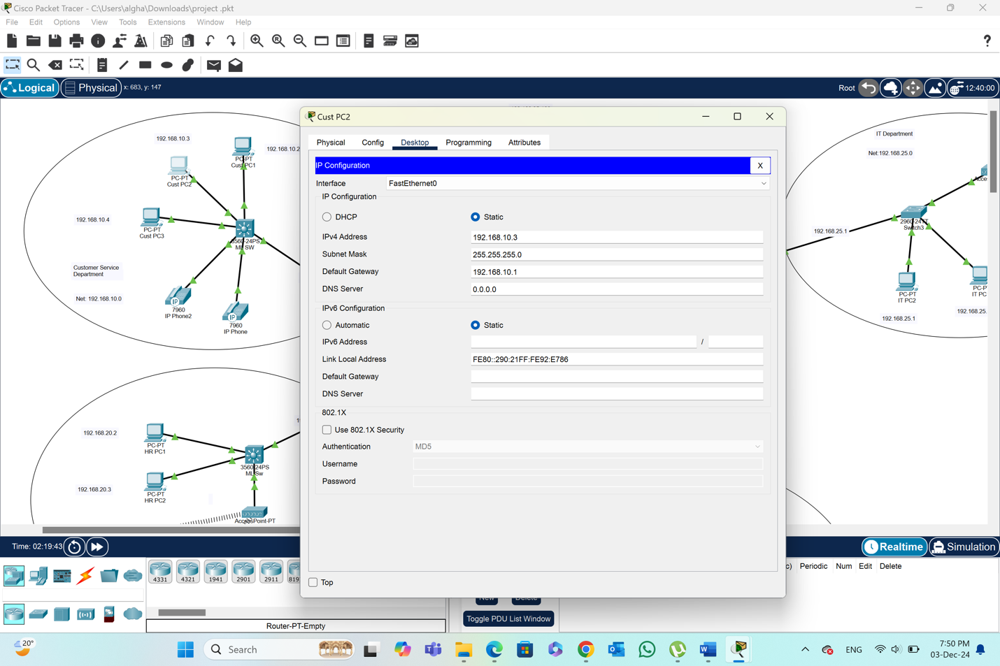 Cisco Packet Tracer - C:\Users\algha\Downloads\project .pkt
File Edit Options View Tools Extensions Window Help
Logical Physical x: 683, y: 147
Root 12:40:00
192.168.10.3
192.168.10.2
PC-PT
Cust PC1
PC-PT
Cust PC2
192.168.10.4
PC-PT
Cust PC3
3560-24PS
ML SW
Customer Service
Department
Net: 192.168.10.0
IP
7960
IP Phone2
IP
7960
IP Phone
192.168.20.2
PC-PT
HR PC1
3560-24PS
ML Sw
192.168.20.3
PC-PT
HR PC2
AccessPoint-PT
Cust PC2
Physical Config Desktop Programming Attributes
IP Configuration X
Interface FastEthernet0
IP Configuration
DHCP Static
IPv4 Address 192.168.10.3
Subnet Mask 255.255.255.0
Default Gateway 192.168.10.1
DNS Server 0.0.0.0
IPv6 Configuration
Automatic Static
IPv6 Address /
Link Local Address FE80::290:21FF:FE92:E786
Default Gateway
DNS Server
802.1X
Use 802.1X Security
Authentication MD5
Username
Password
Top
IT Department
Net:192.168.25.0
Acce
192.168.25.1
2960-24TT
Switch3
PC-PT
IT PC2
192.168.25.1
PC-P
IT PC
192.168.25.
Time: 02:19:43
Realtime Simulation
4331 4321 1941 2901 2911 819
Router-PT-Empty
New Delete
Toggle PDU List Window
c) Periodic Num Edit Delete
20°
Search
ENG
7:50 PM
03-Dec-24